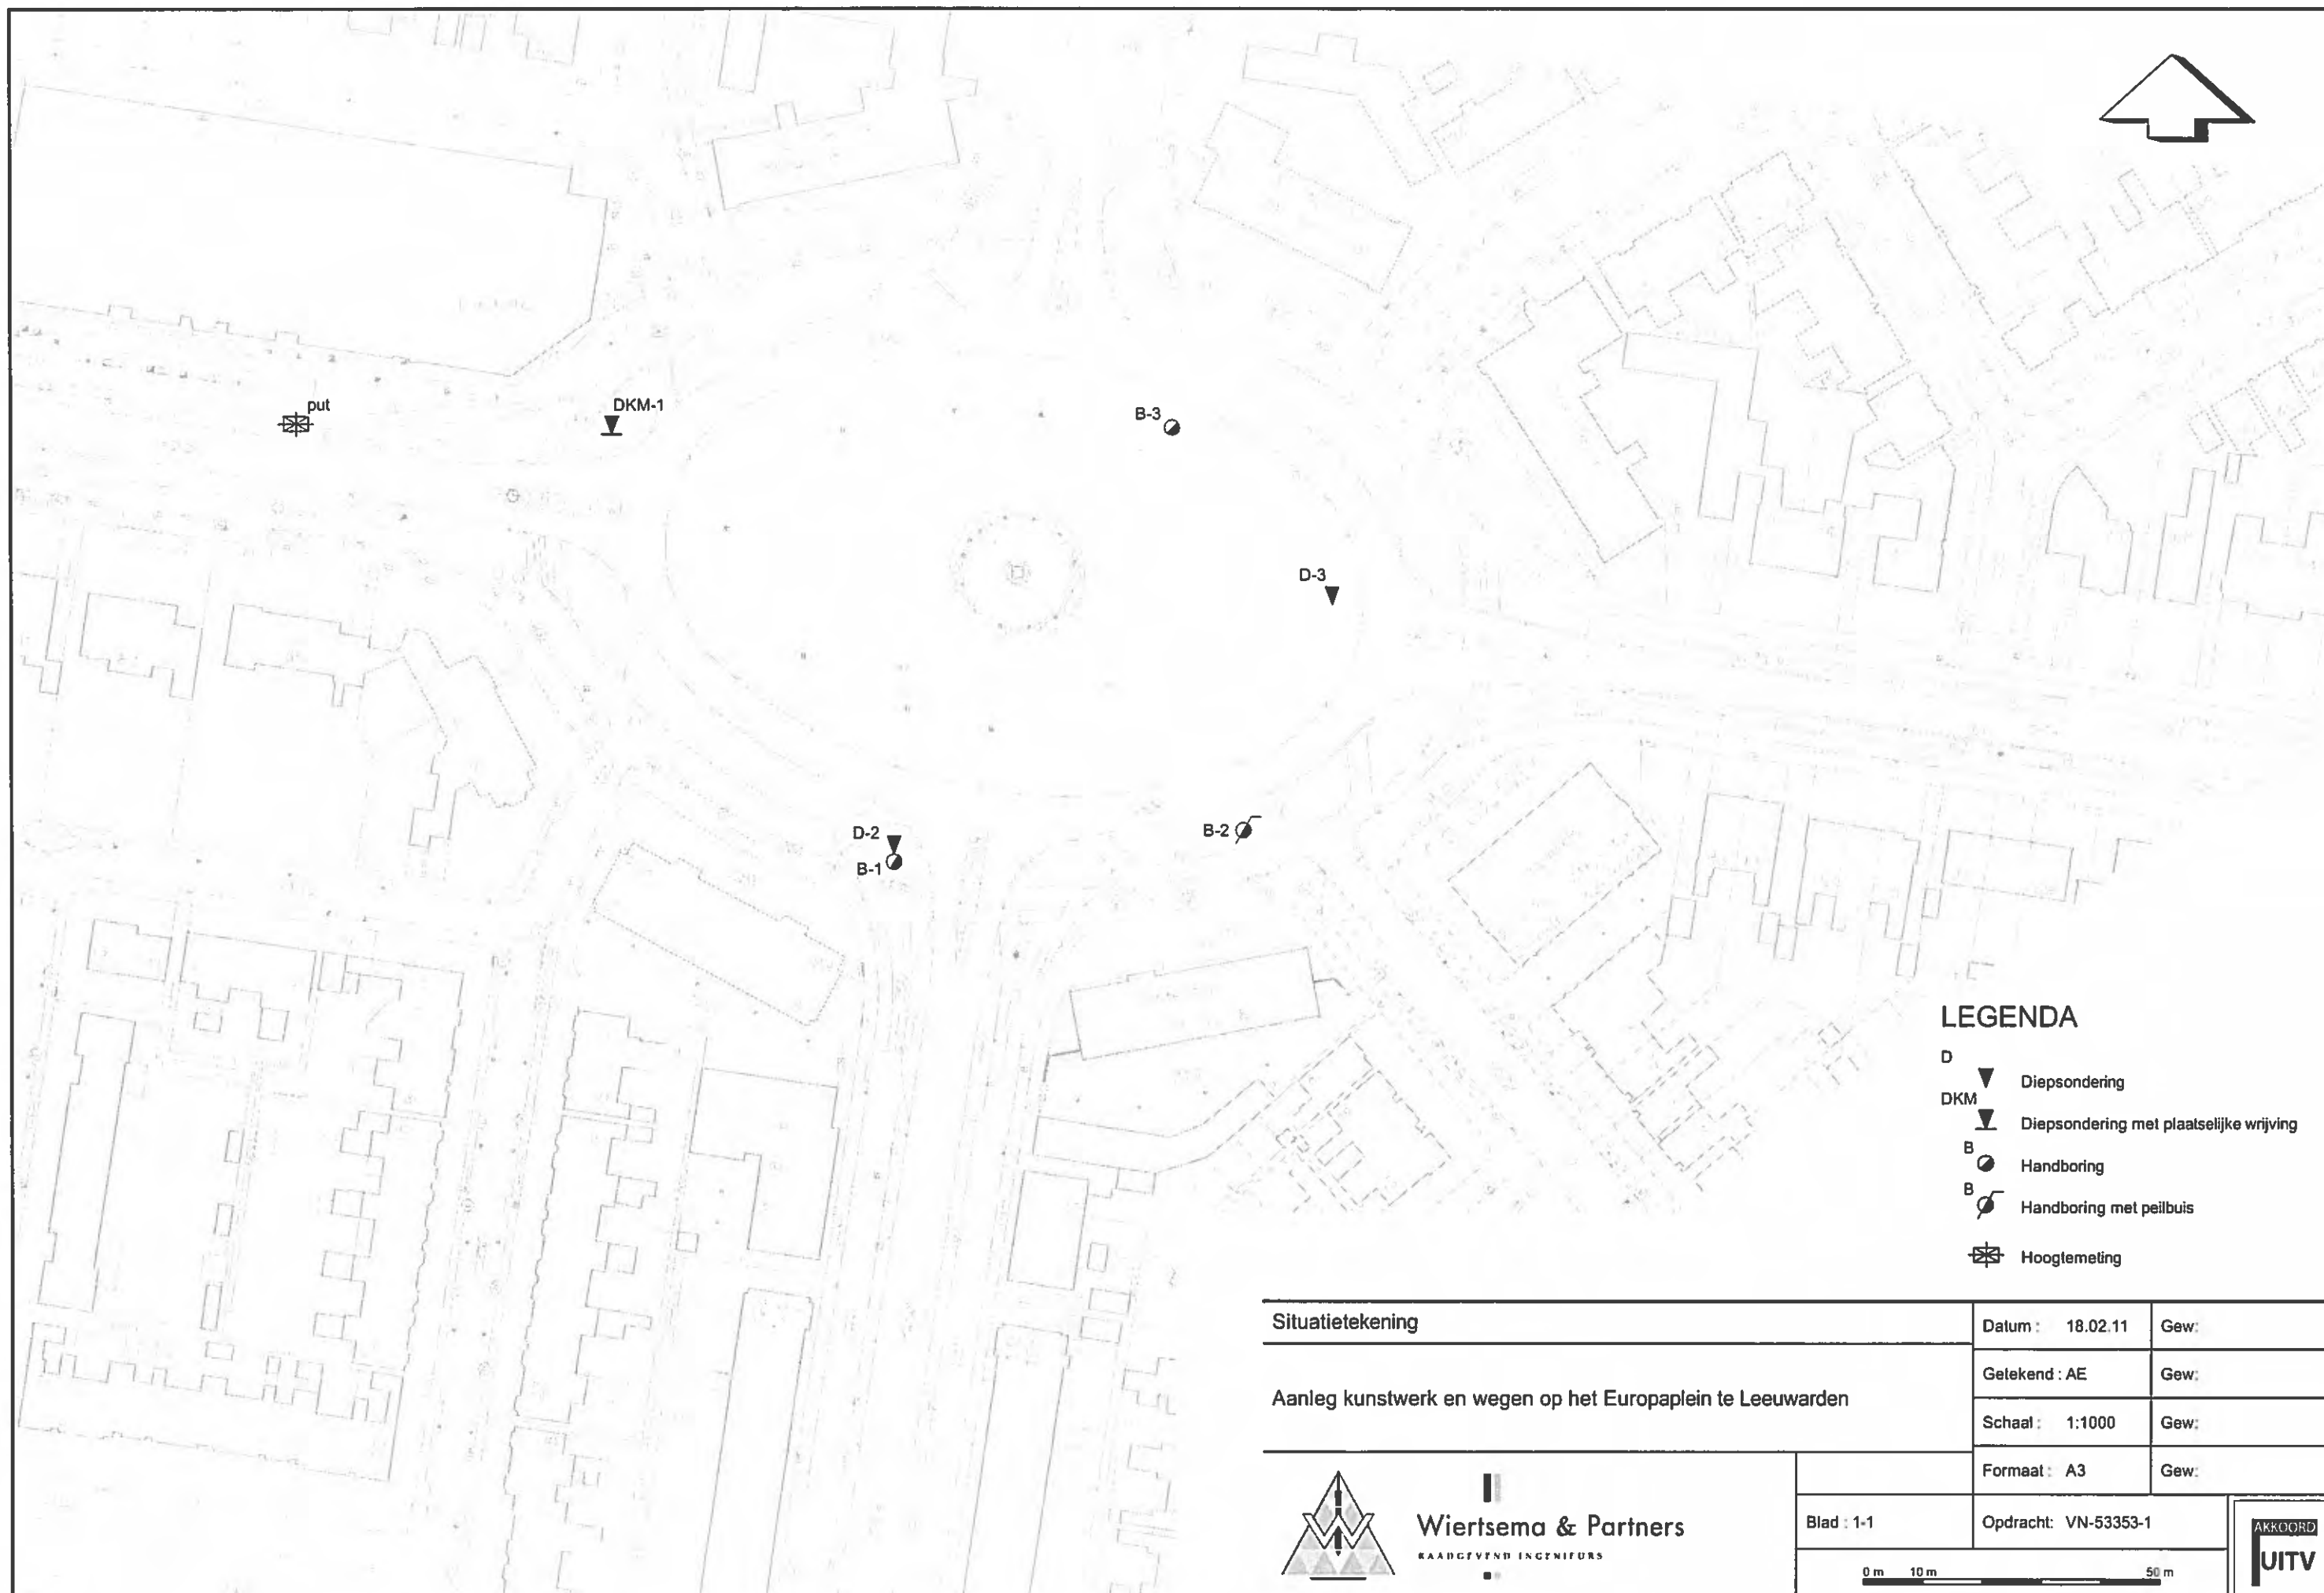 put
DKM-1
B-3
D-3
D-2
B-1
B-2
LEGENDA
D
Diepsondering
DKM
Diepsondering met plaatselijke wrijving
B
Handboring
B
Handboring met peilbuis
Hoogtemeting
Situatietekening
Datum : 18.02.11
Gew:
Getekend : AE
Gew:
Aanleg kunstwerk en wegen op het Europaplein te Leeuwarden
Schaal : 1:1000
Gew:
Formaat : A3
Gew:
Wiertsema & Partners
RAADGEVEND INGENIEURS
Blad : 1-1
Opdracht: VN-53353-1
0 m 10 m 50 m
AKKOORD
UITV